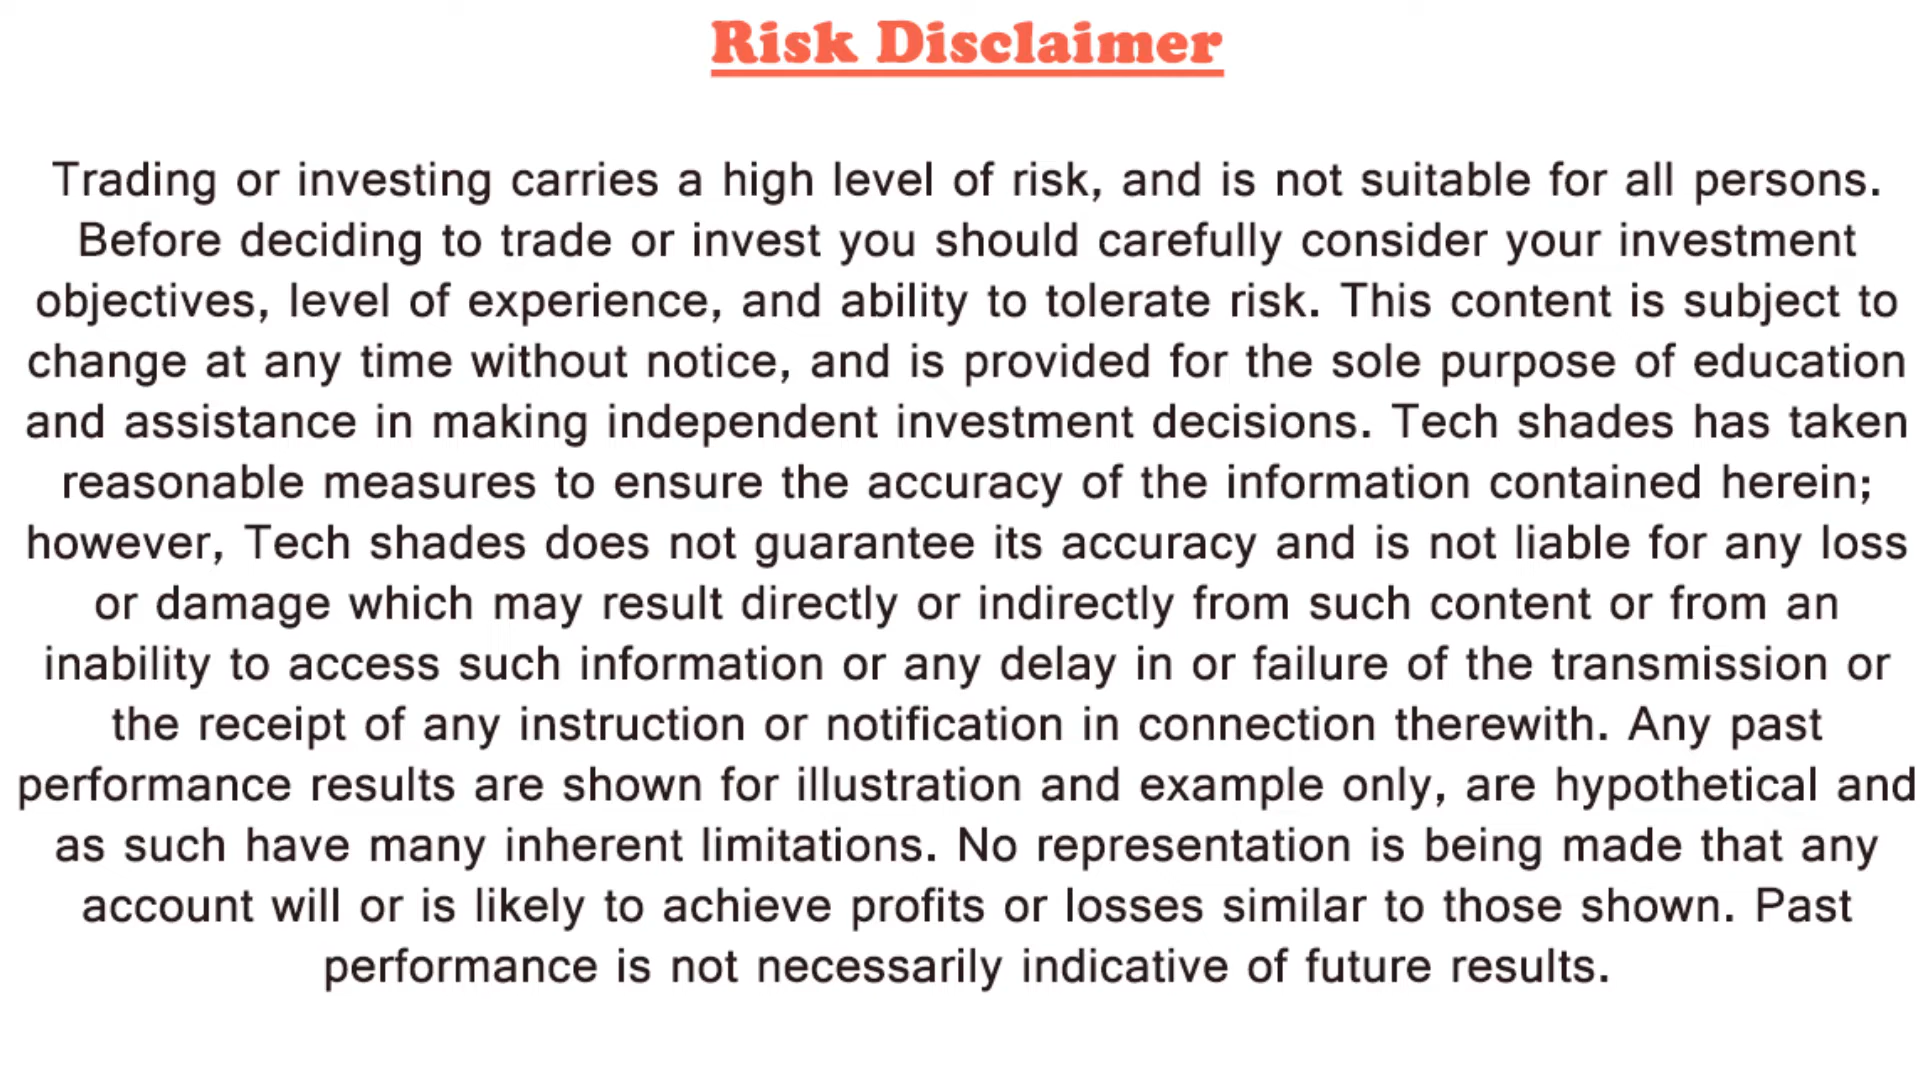 Risk Disclaimer
Trading or investing carries a high level of risk, and is not suitable for all persons.
Before deciding to trade or invest you should carefully consider your investment
objectives, level of experience, and ability to tolerate risk. This content is subject to
change at any time without notice, and is provided for the sole purpose of education
and assistance in making independent investment decisions. Tech shades has taken
reasonable measures to ensure the accuracy of the information contained herein;
however, Tech shades does not guarantee its accuracy and is not liable for any loss
or damage which may result directly or indirectly from such content or from an
inability to access such information or any delay in or failure of the transmission or
the receipt of any instruction or notification in connection therewith. Any past
performance results are shown for illustration and example only, are hypothetical and
as such have many inherent limitations. No representation is being made that any
account will or is likely to achieve profits or losses similar to those shown. Past
performance is not necessarily indicative of future results.